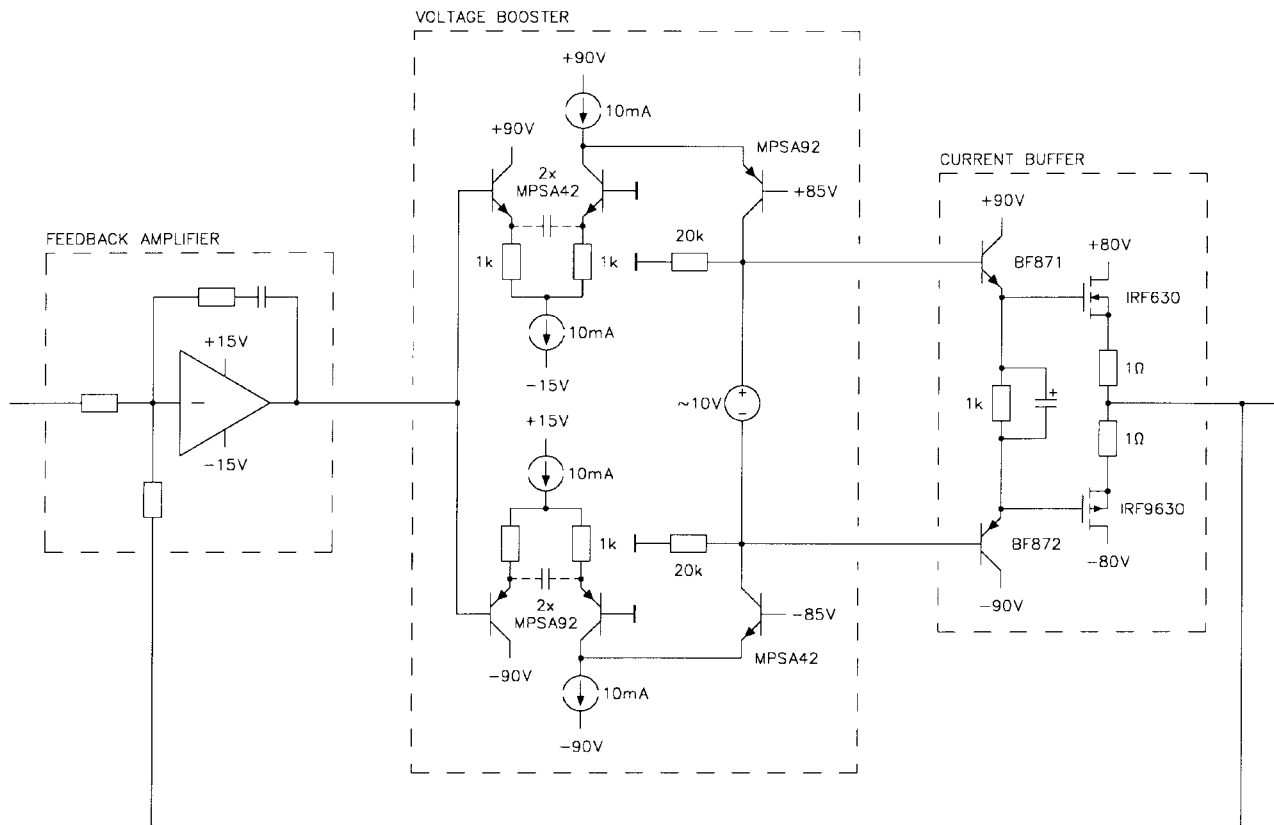 VOLTAGE BOOSTER
+90V
10mA
+90V
MPSA92
2x
MPSA42
+85V
CURRENT BUFFER
+90V
FEEDBACK AMPLIFIER
20k
1k
1k
BF871
+80V
IRF630
10mA
+15V
−15V
1Ω
−
~10V
+
−
1k
+
+15V
−15V
1Ω
10mA
IRF9630
1k
BF872
20k
−80V
2x
MPSA92
−85V
−90V
MPSA42
−90V
10mA
−90V